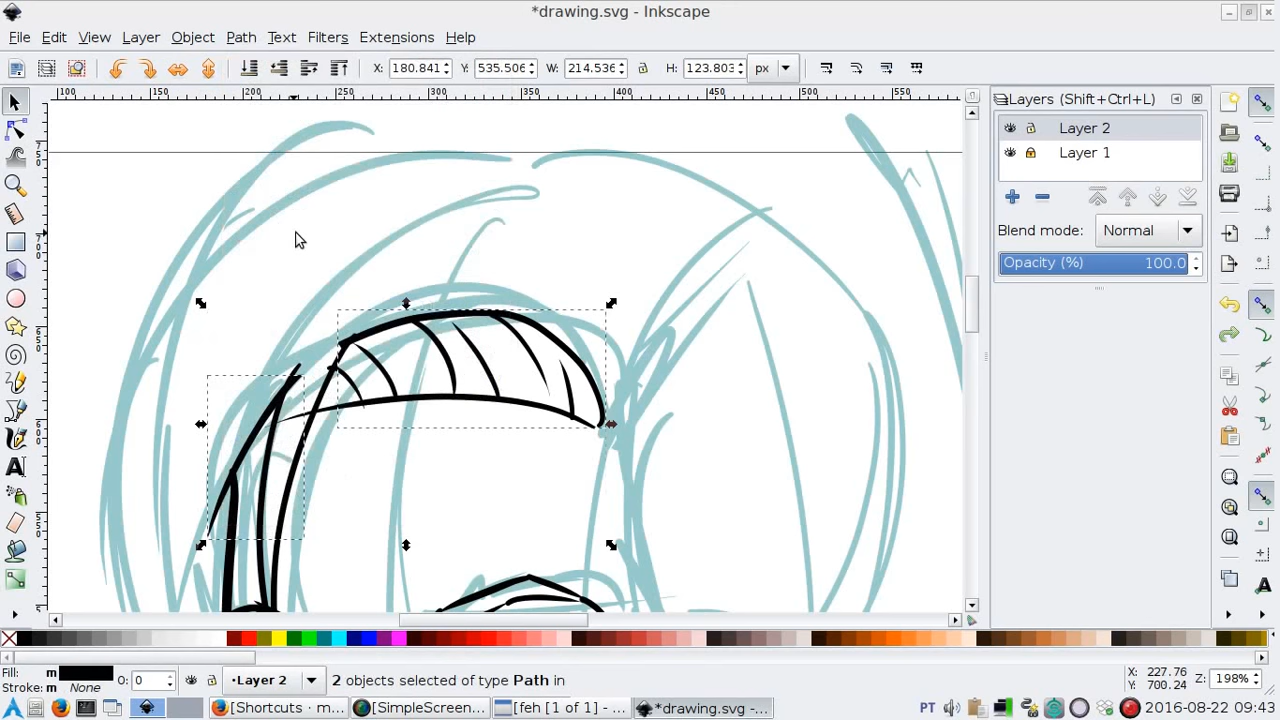 *drawing.svg - Inkscape
File Edit View Layer Object Path Text Filters Extensions Help
X: 180.841 Y: 535.506 W: 214.536 H: 123.803 px
100 150 200 250 300 350 400 450 500 550
Layers (Shift+Ctrl+L)
Layer 2
Layer 1
Blend mode: Normal
Opacity (%) 100.0
Fill: m
Stroke: m None
O: 0
•Layer 2
2 objects selected of type Path in
X: 227.76
Y: 700.24
Z: 198%
[Shortcuts : m...
[SimpleScreen...
[feh [1 of 1] - ...
*drawing.svg -...
PT
2016-08-22 09:43